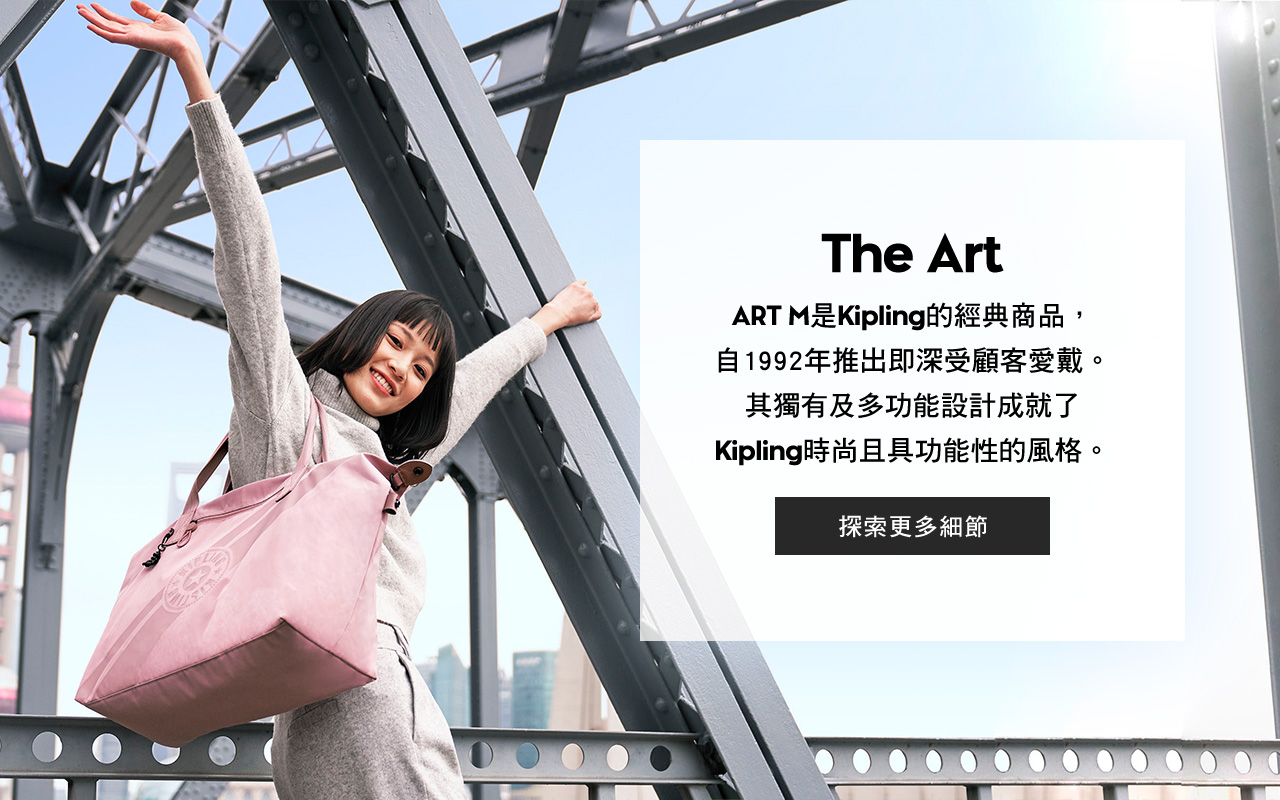 The Art
ART M是Kipling的經典商品，
自1992年推出即深受顧客愛戴。
其獨有及多功能設計成就了
Kipling時尚且具功能性的風格。
探索更多細節